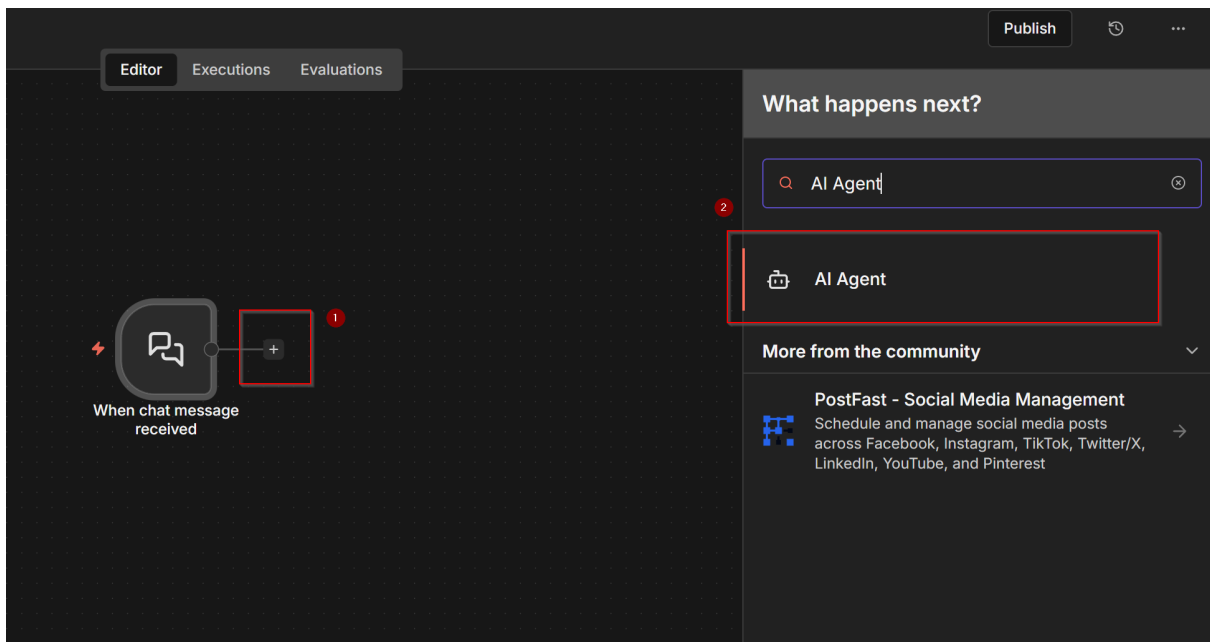 Publish
Editor
Executions
Evaluations
What happens next?
AI Agent
2
AI Agent
1
More from the community
When chat message
received
PostFast - Social Media Management
Schedule and manage social media posts
across Facebook, Instagram, TikTok, Twitter/X,
LinkedIn, YouTube, and Pinterest